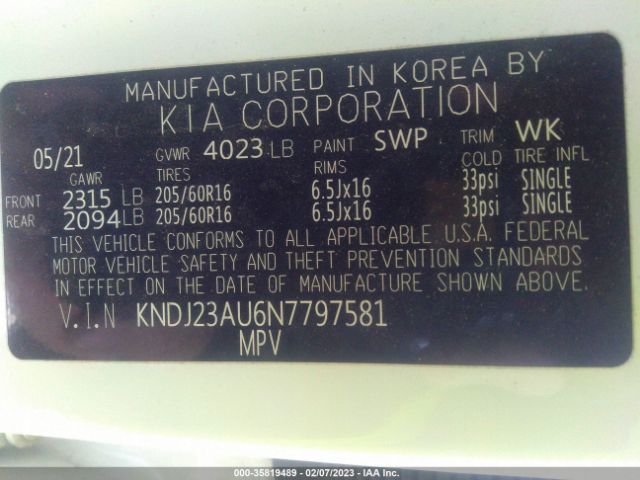 MANUFACTURED IN KOREA BY
KIA CORPORATION
05/21 GVWR 4023 LB PAINT SWP TRIM WK
GAWR TIRES RIMS COLD TIRE INFL
FRONT 2315 LB 205/60R16 6.5Jx16 33psi SINGLE
REAR 2094 LB 205/60R16 6.5Jx16 33psi SINGLE
THIS VEHICLE CONFORMS TO ALL APPLICABLE U.S.A. FEDERAL
MOTOR VEHICLE SAFETY AND THEFT PREVENTION STANDARDS
IN EFFECT ON THE DATE OF MANUFACTURE SHOWN ABOVE.
V.I.N KNDJ23AU6N7797581
MPV
000-35819489 - 02/07/2023 - IAA Inc.